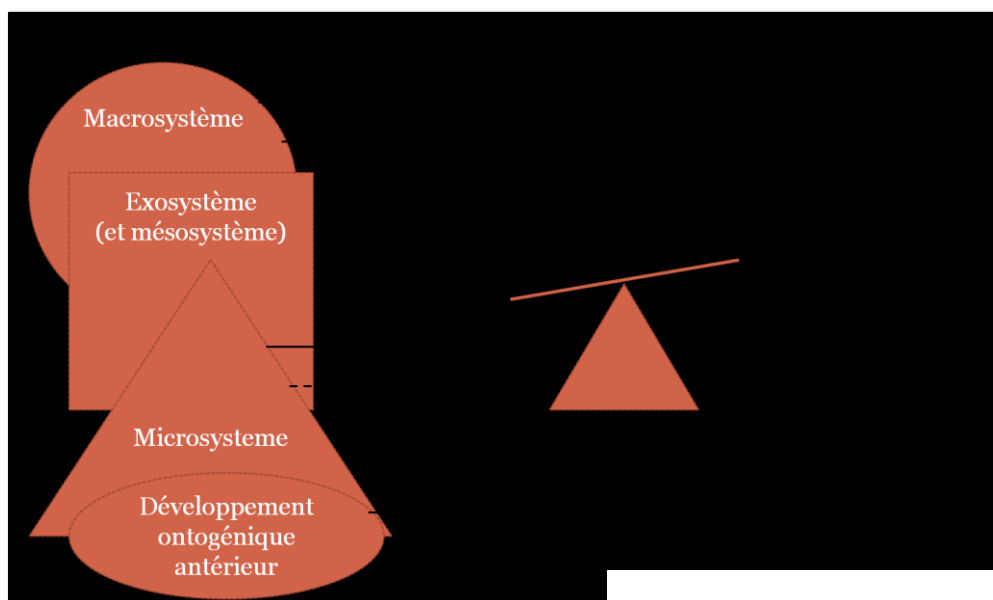 Macrosystème
Exosystème
(et mésosystème)
Microsysteme
Développement
ontogénique
antérieur